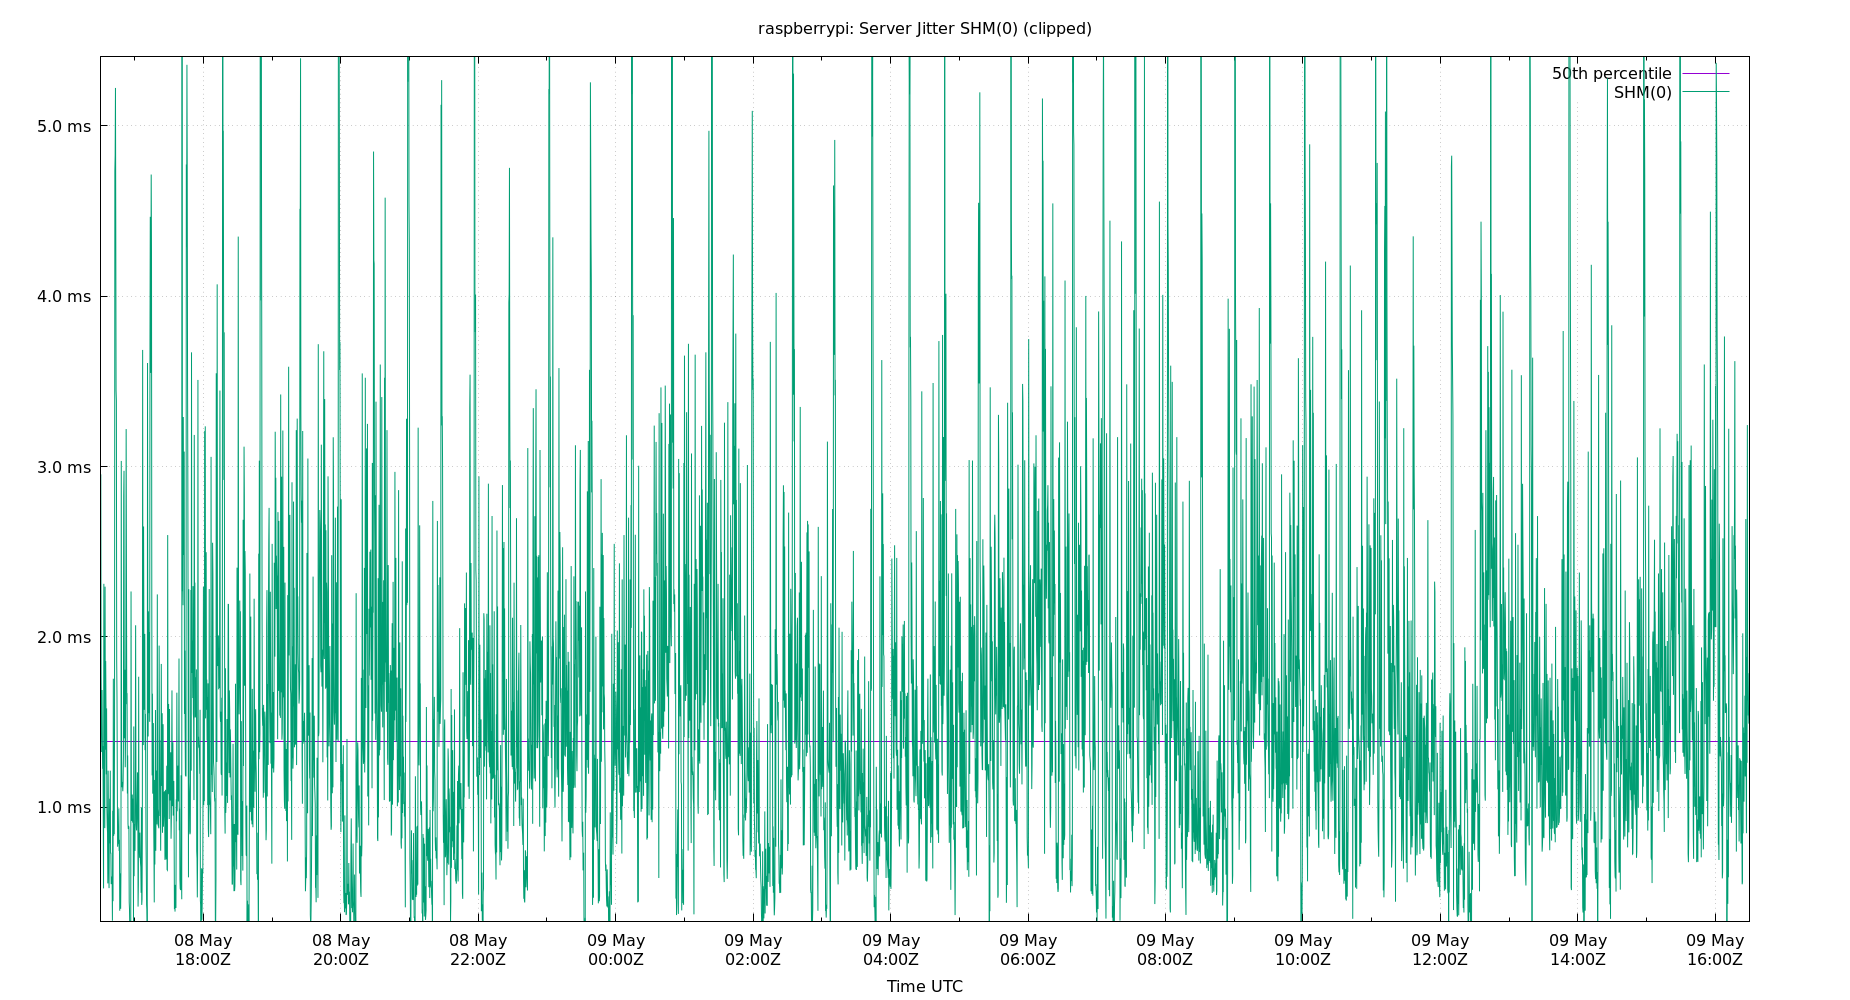 raspberrypi: Server Jitter SHM(0) (clipped)
50th percentile
SHM(0)
5.0 ms
4.0 ms
3.0 ms
2.0 ms
1.0 ms
08 May 08 May 08 May 09 May 09 May 09 May 09 May 09 May 09 May 09 May 09 May 09 May
18:00Z 20:00Z 22:00Z 00:00Z 02:00Z 04:00Z 06:00Z 08:00Z 10:00Z 12:00Z 14:00Z 16:00Z
Time UTC